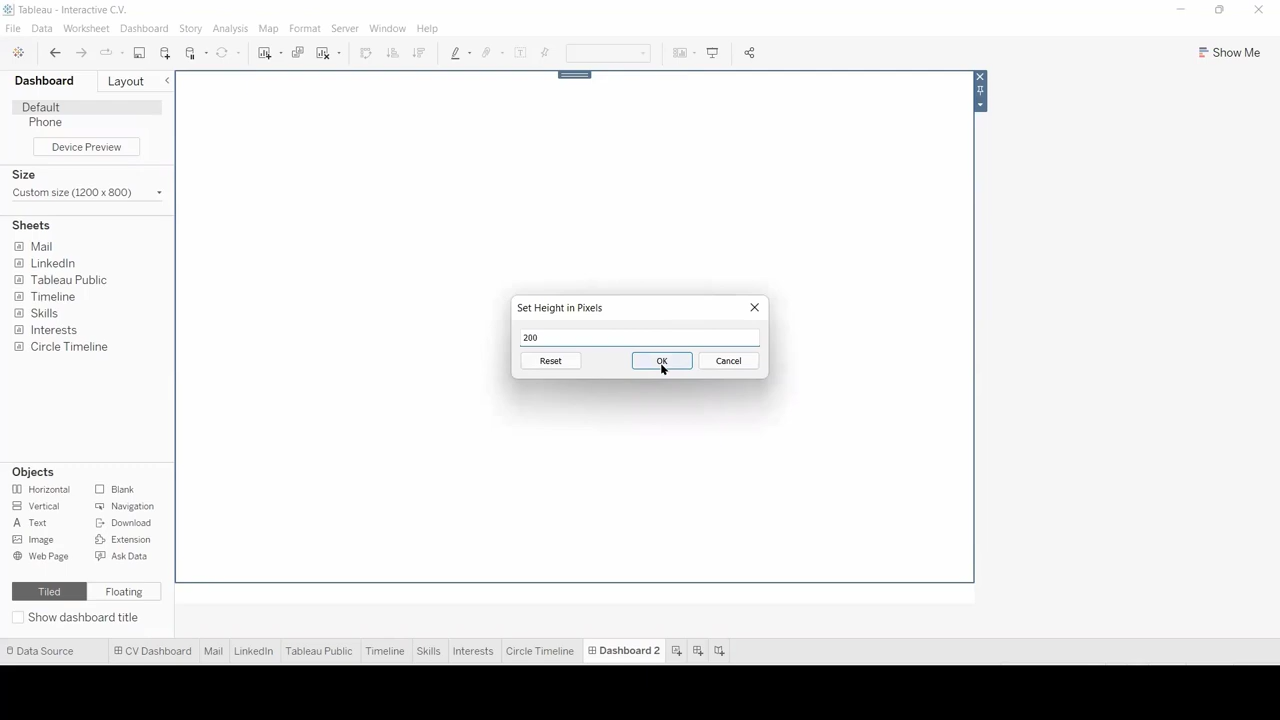 Tableau - Interactive C.V.
File Data Worksheet Dashboard Story Analysis Map Format Server Window Help
Show Me
Dashboard Layout
Default
Phone
Device Preview
Size
Custom size (1200 x 800)
Sheets
Mail
LinkedIn
Tableau Public
Timeline
Skills
Interests
Circle Timeline
Set Height in Pixels
200
Reset OK Cancel
Objects
Horizontal Blank
Vertical Navigation
Text Download
Image Extension
Web Page Ask Data
Tiled Floating
Show dashboard title
Data Source CV Dashboard Mail LinkedIn Tableau Public Timeline Skills Interests Circle Timeline Dashboard 2